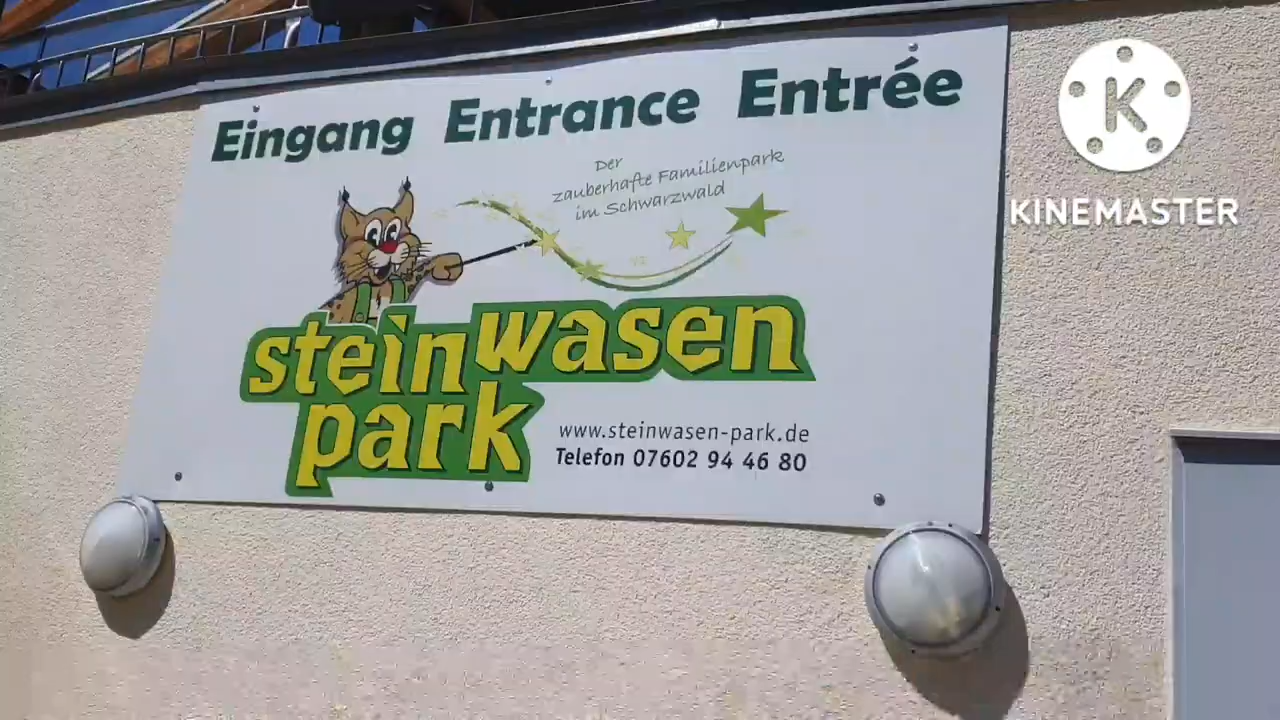 Eingang Entrance Entrée
Der
zauberhafte Familienpark
im Schwarzwald
steinwasen
park
www.steinwasen-park.de
Telefon 07602 94 46 80
K
KINEMASTER